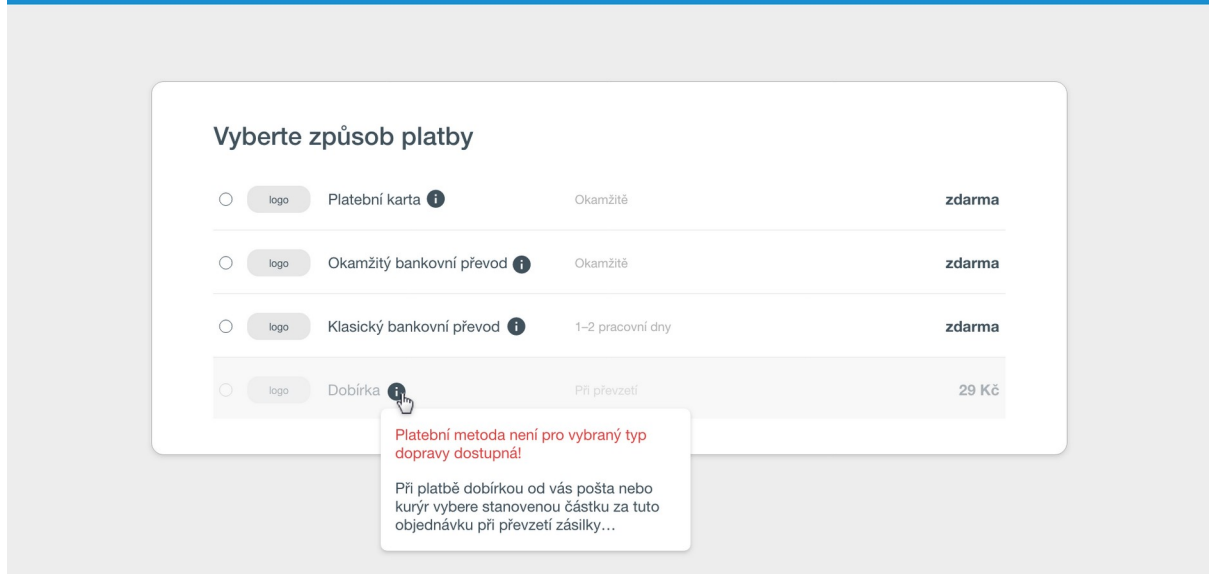 Vyberte způsob platby
logo Platební karta i Okamžitě zdarma
logo Okamžitý bankovní převod i Okamžitě zdarma
logo Klasický bankovní převod i 1–2 pracovní dny zdarma
logo Dobírka i Při převzetí 29 Kč
Platební metoda není pro vybraný typ
dopravy dostupná!
Při platbě dobírkou od vás pošta nebo
kurýr vybere stanovenou částku za tuto
objednávku při převzetí zásilky…